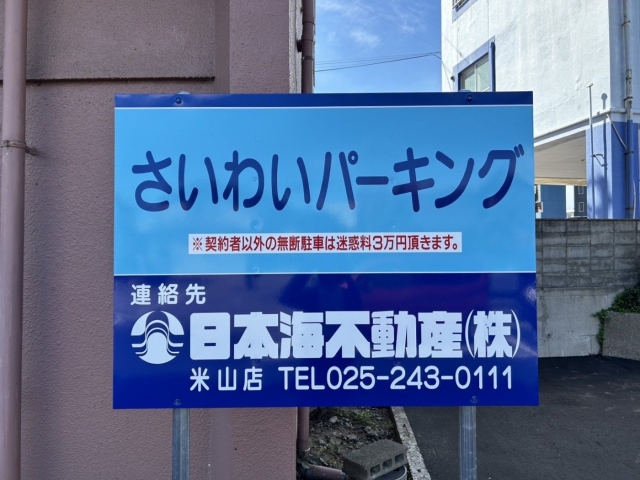 さいわいパーキング
※契約者以外の無断駐車は迷惑料3万円頂きます。
連絡先
日本海不動産(株)
米山店 TEL025-243-0111